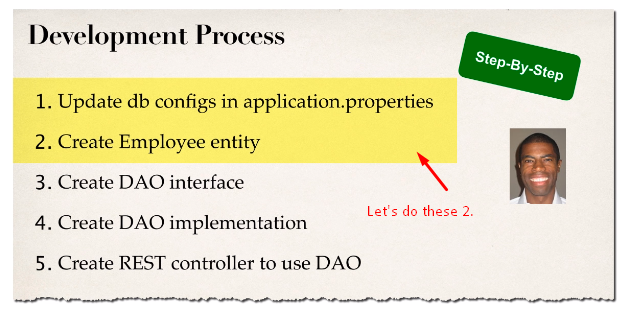 Development Process
Step-By-Step
1. Update db configs in application.properties
2. Create Employee entity
3. Create DAO interface
Let's do these 2.
4. Create DAO implementation
5. Create REST controller to use DAO